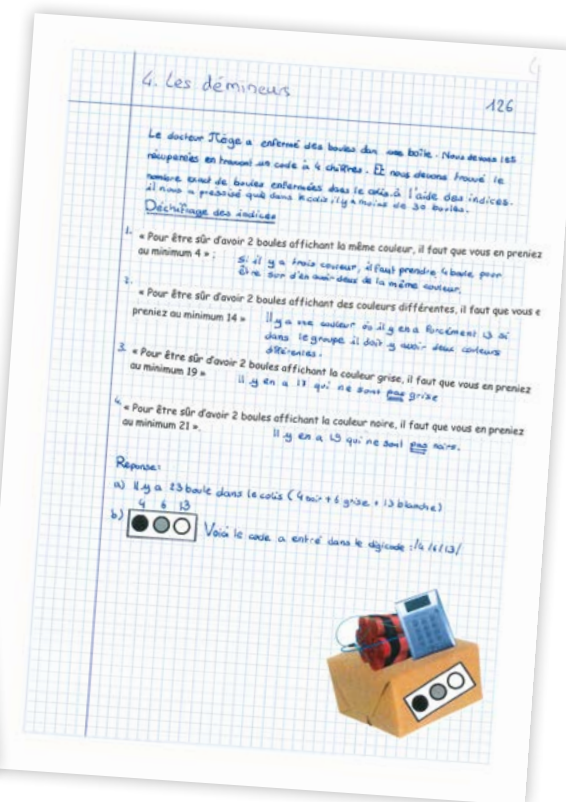 4. Les démineurs
126
Le docteur
a enfermé des boules dan une boîte. Nous devons les
récuperées en trouvant un code à 4 chiffres. Et nous devons trouvé le
nombre exact de boules enfermées dans le colis à l'aide des indices.
il nous a pressisé que dans le colis il y a moins de 30 boules.
Déchiffrage des indices
1. « Pour être sûr d'avoir 2 boules affichant la même couleur, il faut que vous en preniez
au minimum 4 » ; Si il y a trois couleur, il faut prendre 4 boule pour
être sur d'en avoir deux de la même couleur.
2. « Pour être sûr d'avoir 2 boules affichant des couleurs différentes, il faut que vous e
preniez au minimum 14 » Il y a une couleur où il y en a forcément 13 si
dans le groupe il doit y avoir deux couleurs
différentes.
3. « Pour être sûr d'avoir 2 boules affichant la couleur grise, il faut que vous en preniez
au minimum 19 » il y en a 17 qui ne sont pas grise
4. « Pour être sûr d'avoir 2 boules affichant la couleur noire, il faut que vous en preniez
au minimum 21 ». Il y en a 19 qui ne sont pas noire.
Réponse:
a) Il y a 23 boule dans le colis (4 noir + 6 grise + 13 blanche)
4 6 13
b) Voici le code a entré dans le digicode : /4/6/13/